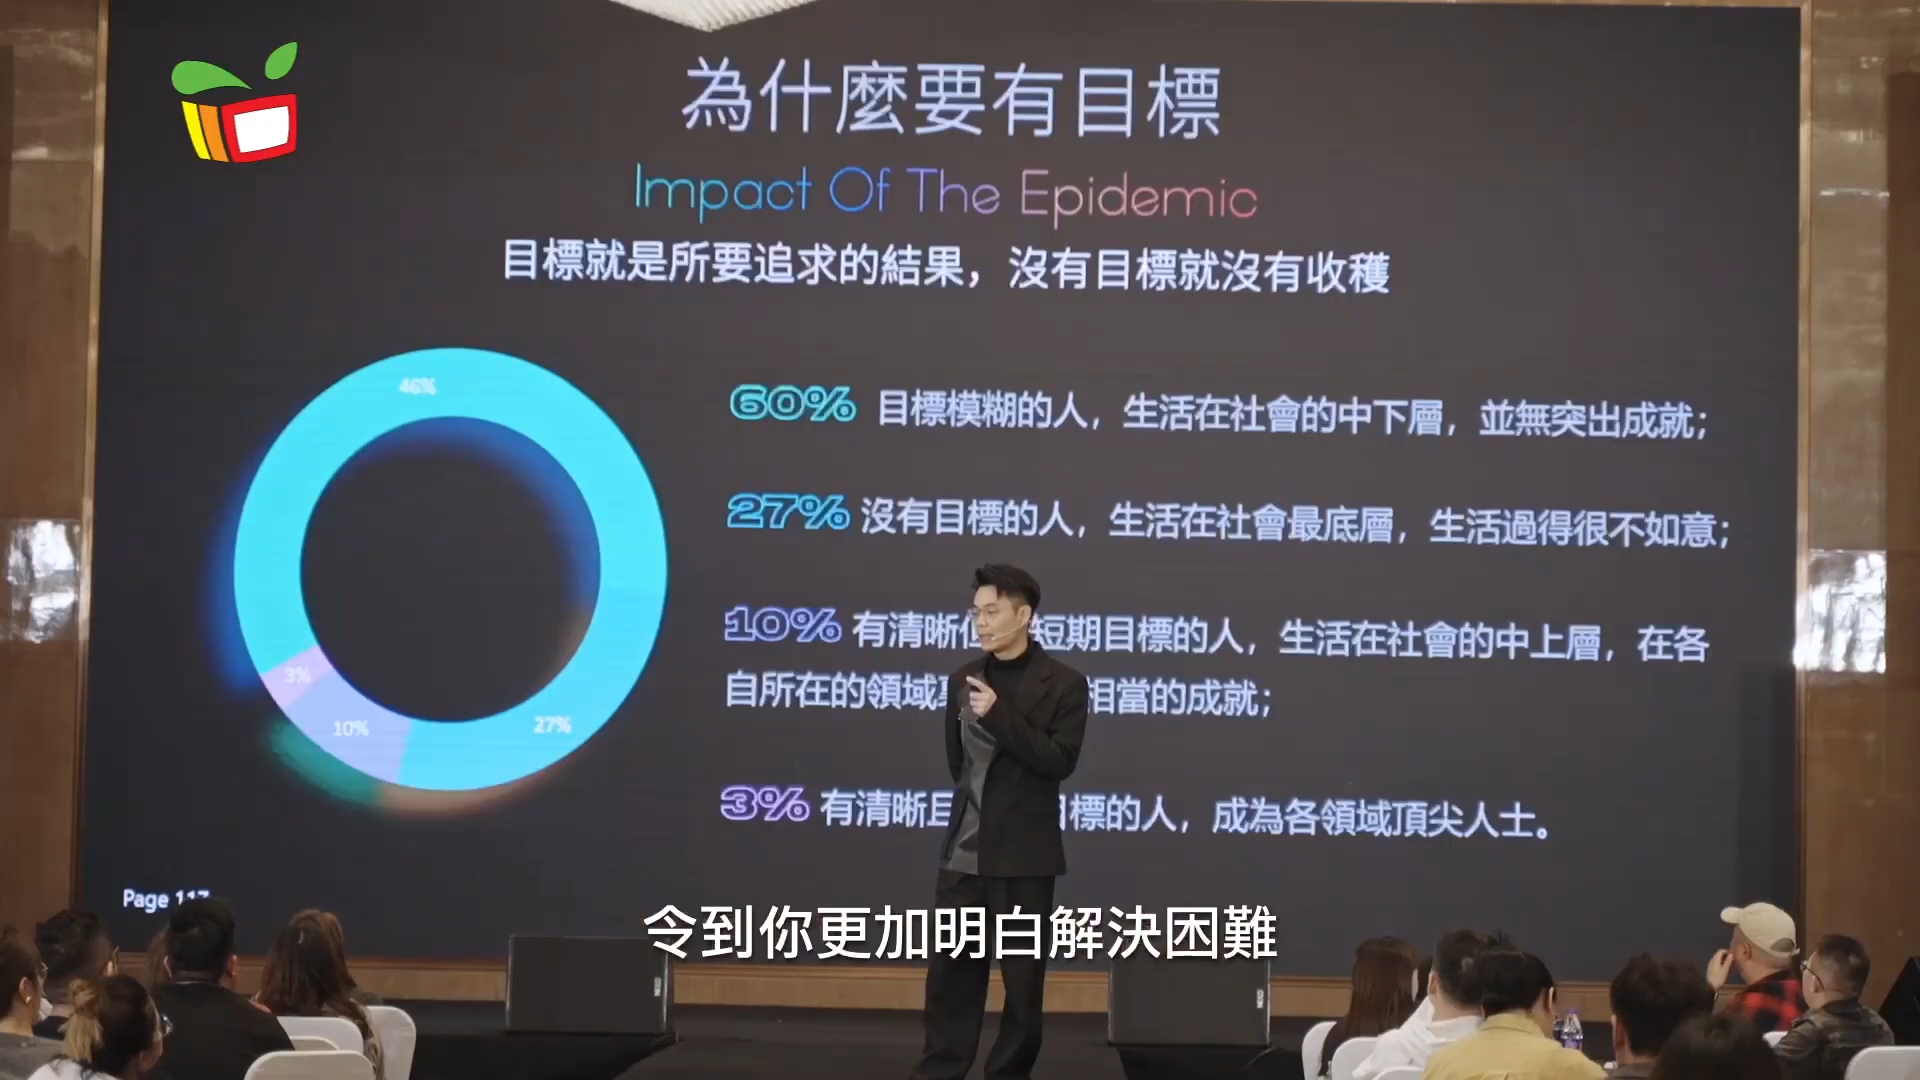 為什麼要有目標
Impact Of The Epidemic
目標就是所要追求的結果，沒有目標就沒有收穫
46%
3%
10%
27%
60% 目標模糊的人，生活在社會的中下層，並無突出成就；
27% 沒有目標的人，生活在社會最底層，生活過得很不如意；
10% 有清晰 短期目標的人，生活在社會的中上層，在各
自所在的領域 相當的成就；
3% 有清晰 目標的人，成為各領域頂尖人士。
Page
令到你更加明白解決困難